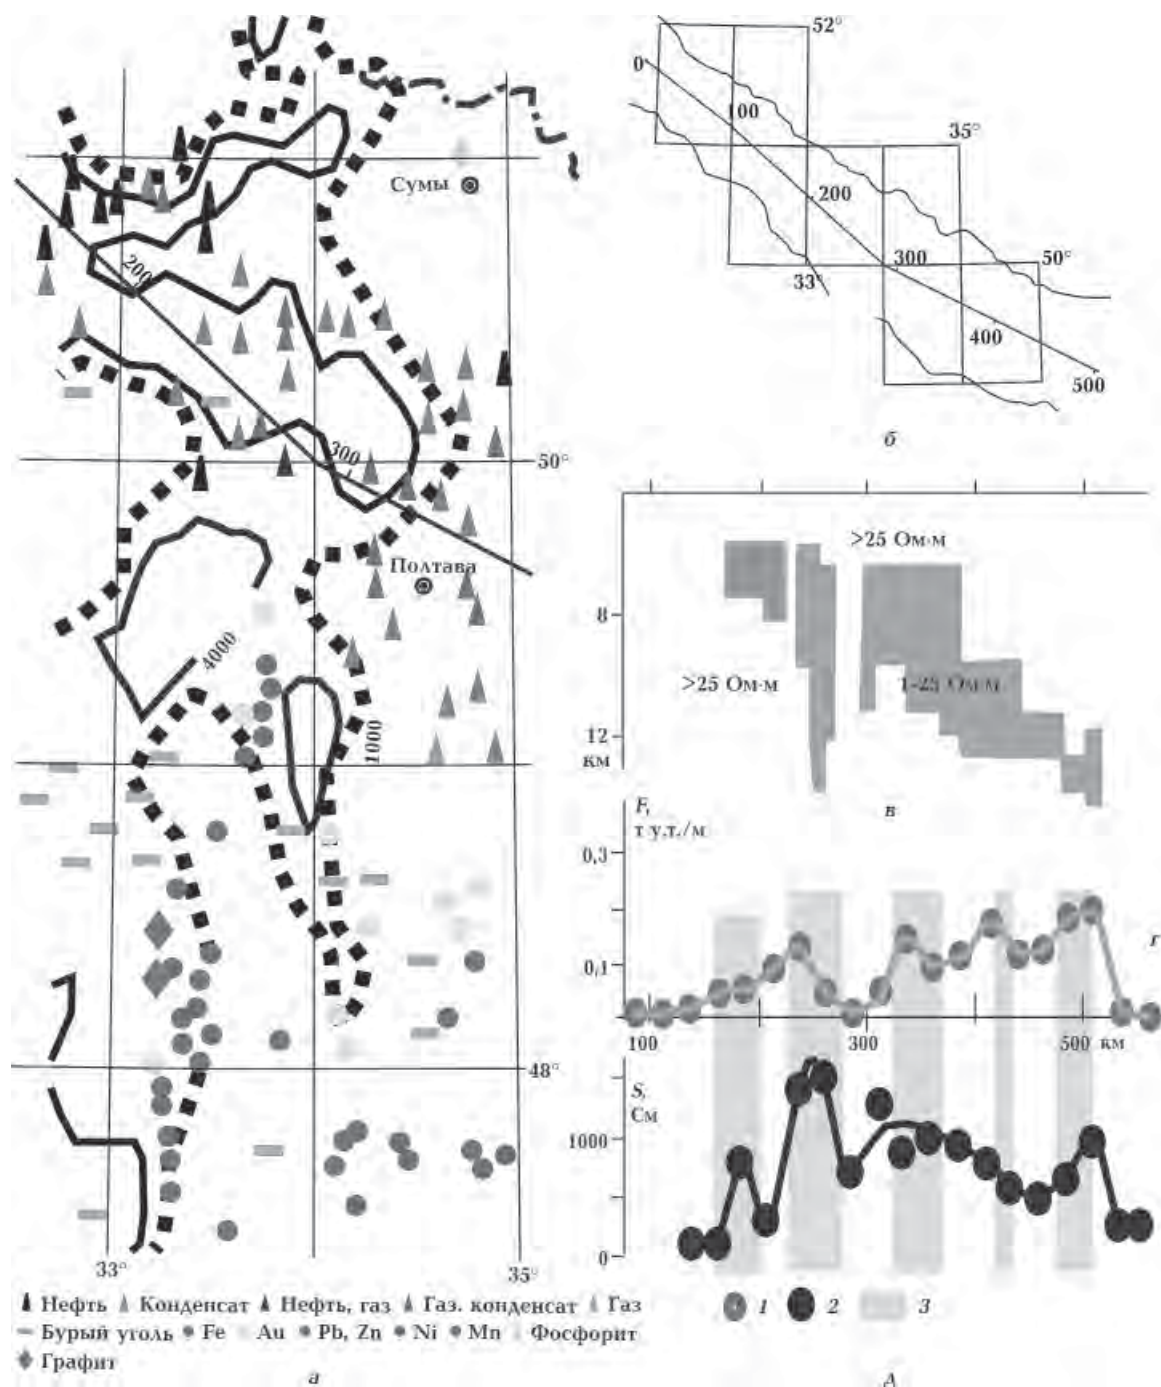 Сумы
200
300
50°
Полтава
4000
1000
48°
33°
35°
Нефть Конденсат Нефть, газ Газ. конденсат Газ
Бурый уголь Fe Au Pb, Zn Ni Mn Фосфорит
Графит
а
52°
0
100
35°
200
300
50°
33°
400
500
б
>25 Ом·м
8
>25 Ом·м
1-25 Ом·м
12
км
в
F,
т у.т./м
0,3
0,1
г
100 300 500 км
S,
См
1000
0
1 2 3
д